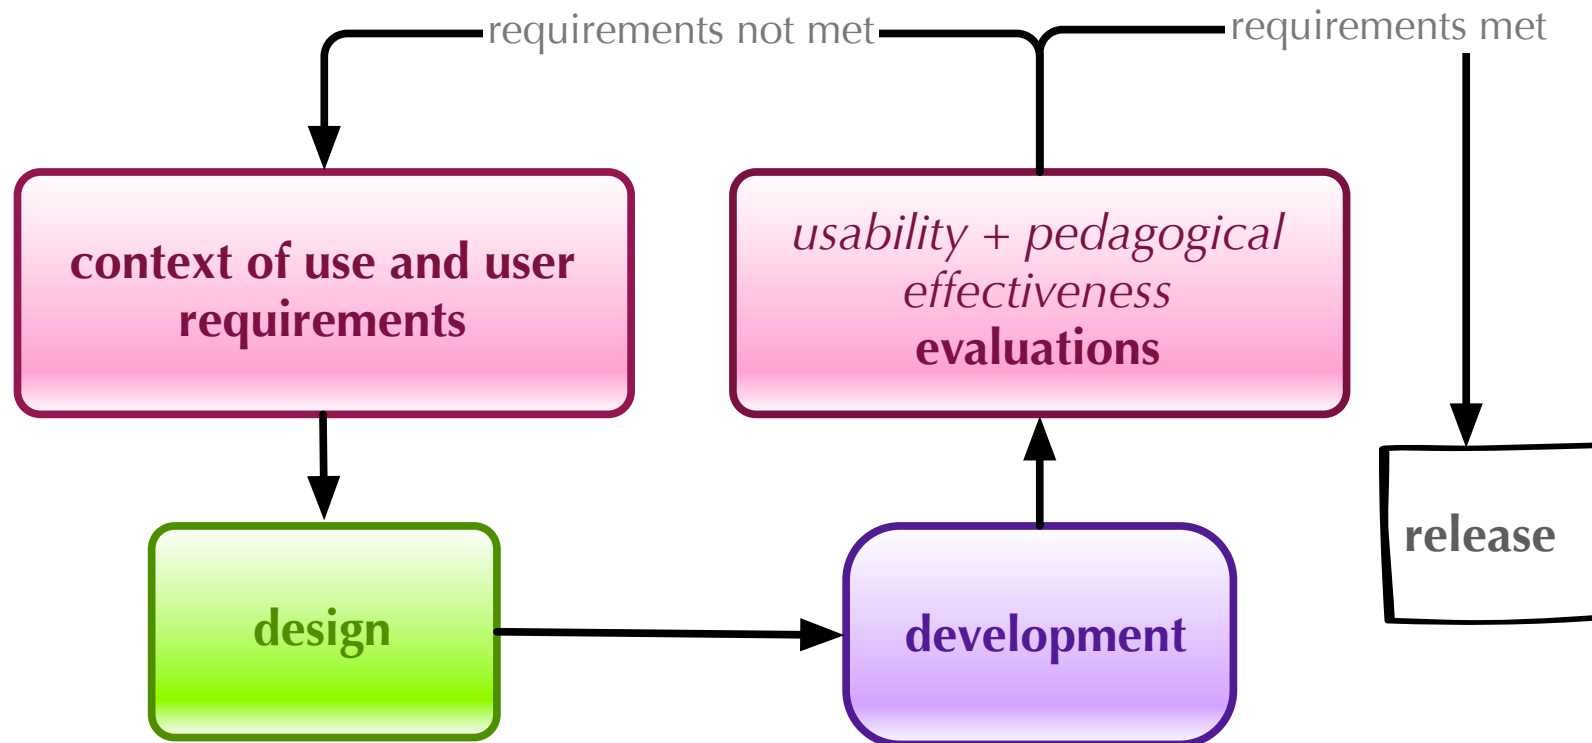 requirements not met
requirements met
context of use and user
requirements
usability + pedagogical
effectiveness
evaluations
release
design
development